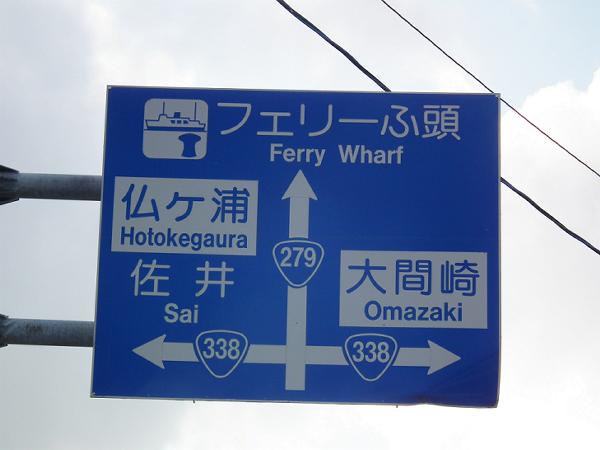 フェリーふ頭
Ferry Wharf
仏ヶ浦
Hotokegaura
佐井
Sai
279
大間崎
Omazaki
338
338